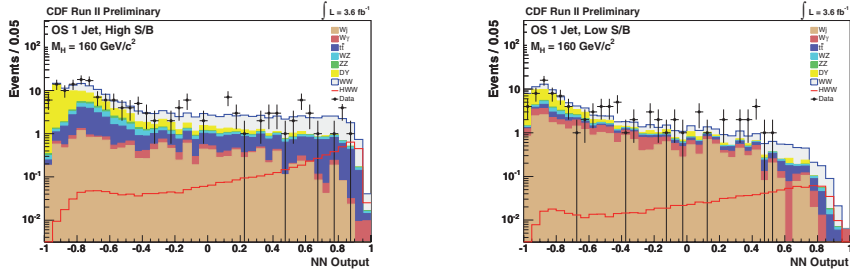 CDF Run II Preliminary
∫ L = 3.6 fb⁻¹
Events / 0.05
OS 1 Jet, High S/B
M_H = 160 GeV/c²
Wj
Wγ
tt̄
WZ
ZZ
DY
WW
HWW
Data
10²
10
1
10⁻¹
10⁻²
-1 -0.8 -0.6 -0.4 -0.2 0 0.2 0.4 0.6 0.8 1
NN Output
CDF Run II Preliminary
∫ L = 3.6 fb⁻¹
Events / 0.05
OS 1 Jet, Low S/B
M_H = 160 GeV/c²
Wj
Wγ
tt̄
WZ
ZZ
DY
WW
HWW
Data
10²
10
1
10⁻¹
10⁻²
-1 -0.8 -0.6 -0.4 -0.2 0 0.2 0.4 0.6 0.8 1
NN Output